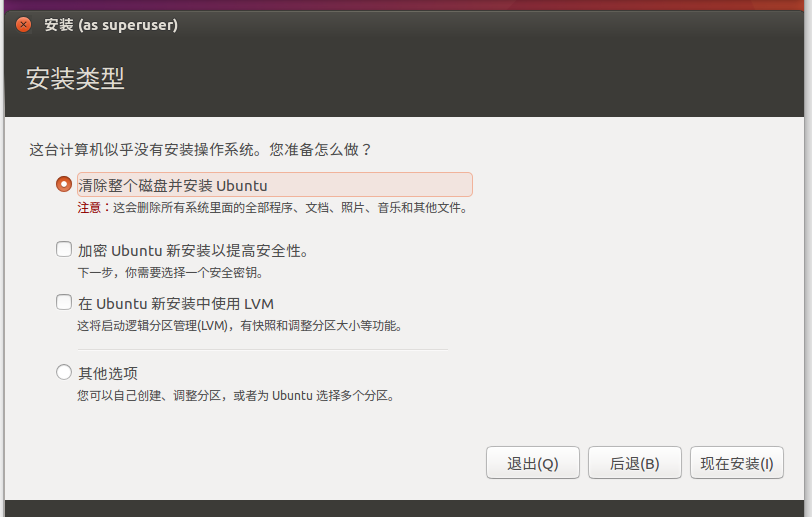 安装 (as superuser)
安装类型
这台计算机似乎没有安装操作系统。您准备怎么做？
清除整个磁盘并安装 Ubuntu
注意：这会删除所有系统里面的全部程序、文档、照片、音乐和其他文件。
加密 Ubuntu 新安装以提高安全性。
下一步，你需要选择一个安全密钥。
在 Ubuntu 新安装中使用 LVM
这将启动逻辑分区管理(LVM)，有快照和调整分区大小等功能。
其他选项
您可以自己创建、调整分区，或者为 Ubuntu 选择多个分区。
退出(Q) 后退(B) 现在安装(I)